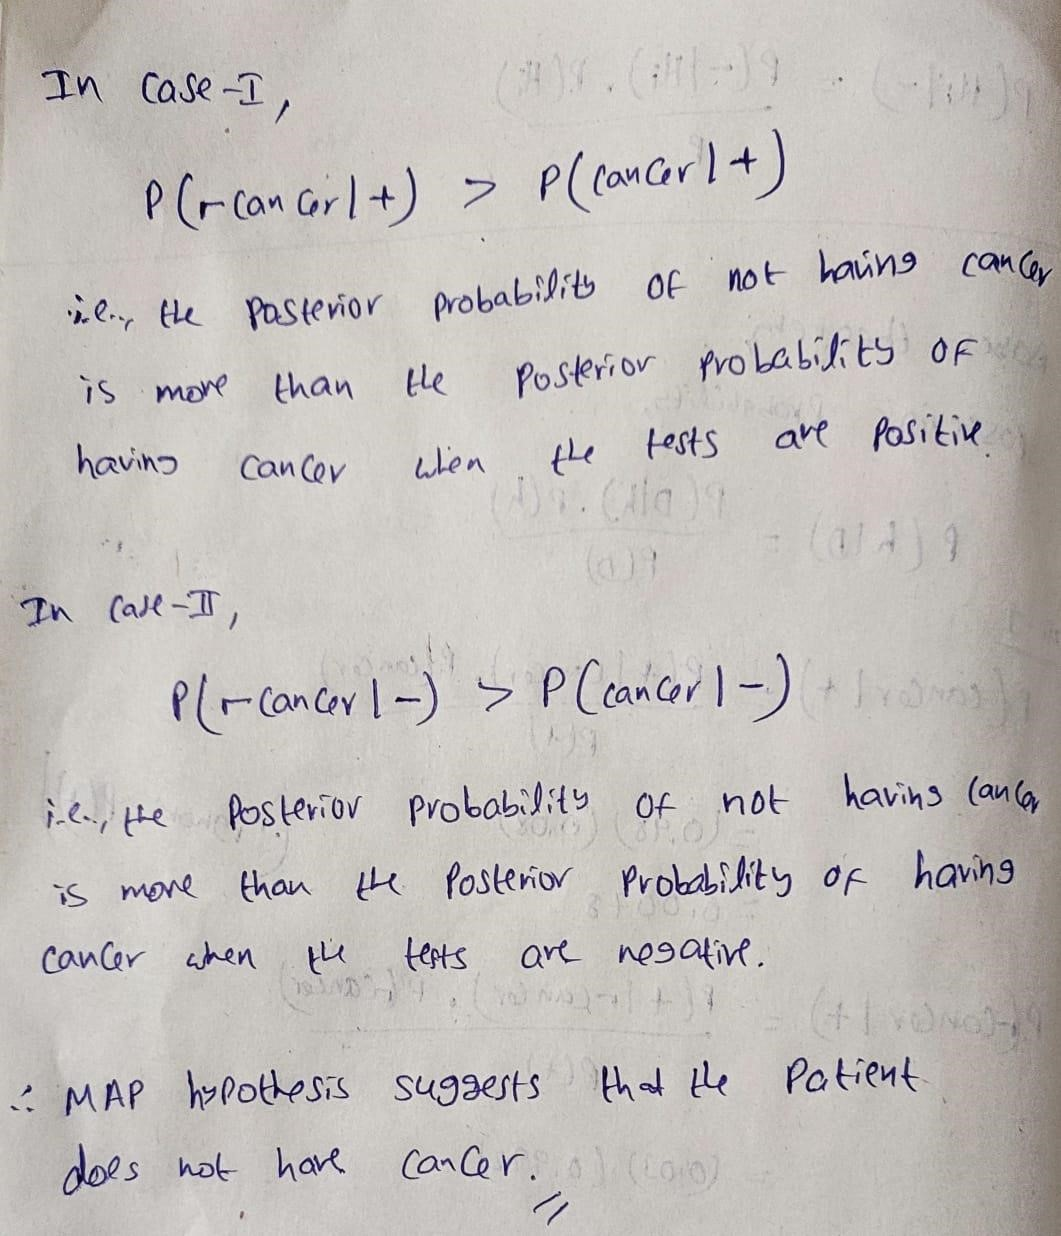 In Case-I,
P(¬cancer|+) > P(cancer|+)
i.e., the posterior probability of not having cancer
is more than the posterior probability of
having cancer when the tests are positive.
In Case-II,
P(¬cancer|-) > P(cancer|-)
i.e., the posterior probability of not having cancer
is more than the posterior probability of having
cancer when the tests are negative.
∴ MAP hypothesis suggests that the patient
does not have cancer.